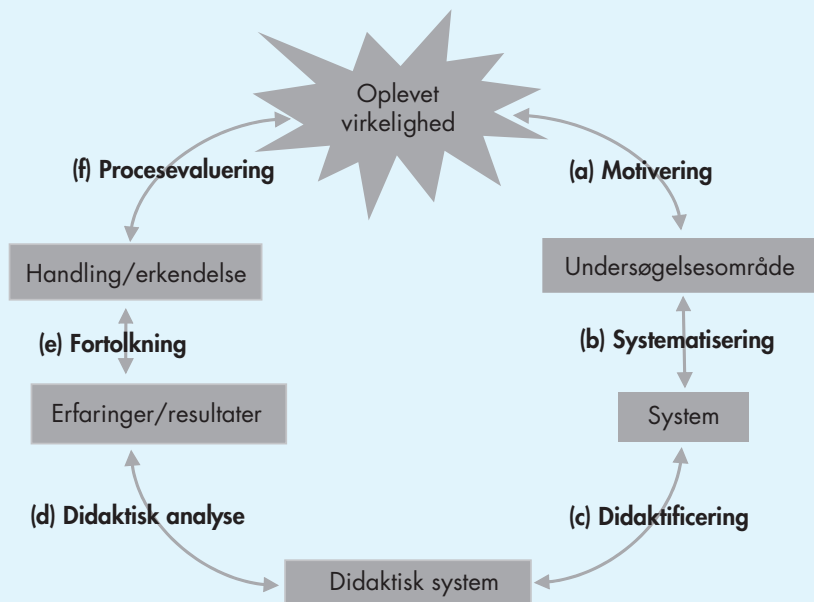 Oplevet
virkelighed
(f) Procesevaluering
(a) Motivering
Handling/erkendelse
Undersøgelsesområde
(e) Fortolkning
(b) Systematisering
Erfaringer/resultater
System
(d) Didaktisk analyse
(c) Didaktificering
Didaktisk system